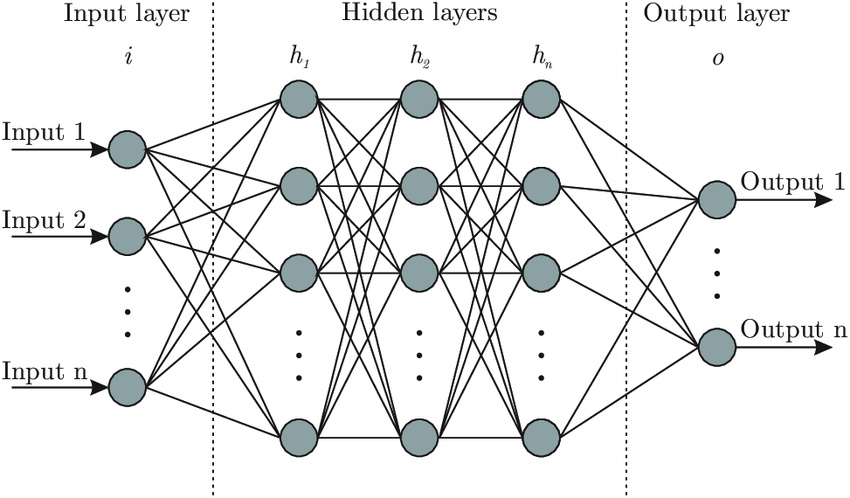 Input layer
Hidden layers
Output layer
i
h1
h2
hn
o
Input 1
Input 2
Input n
Output 1
Output n